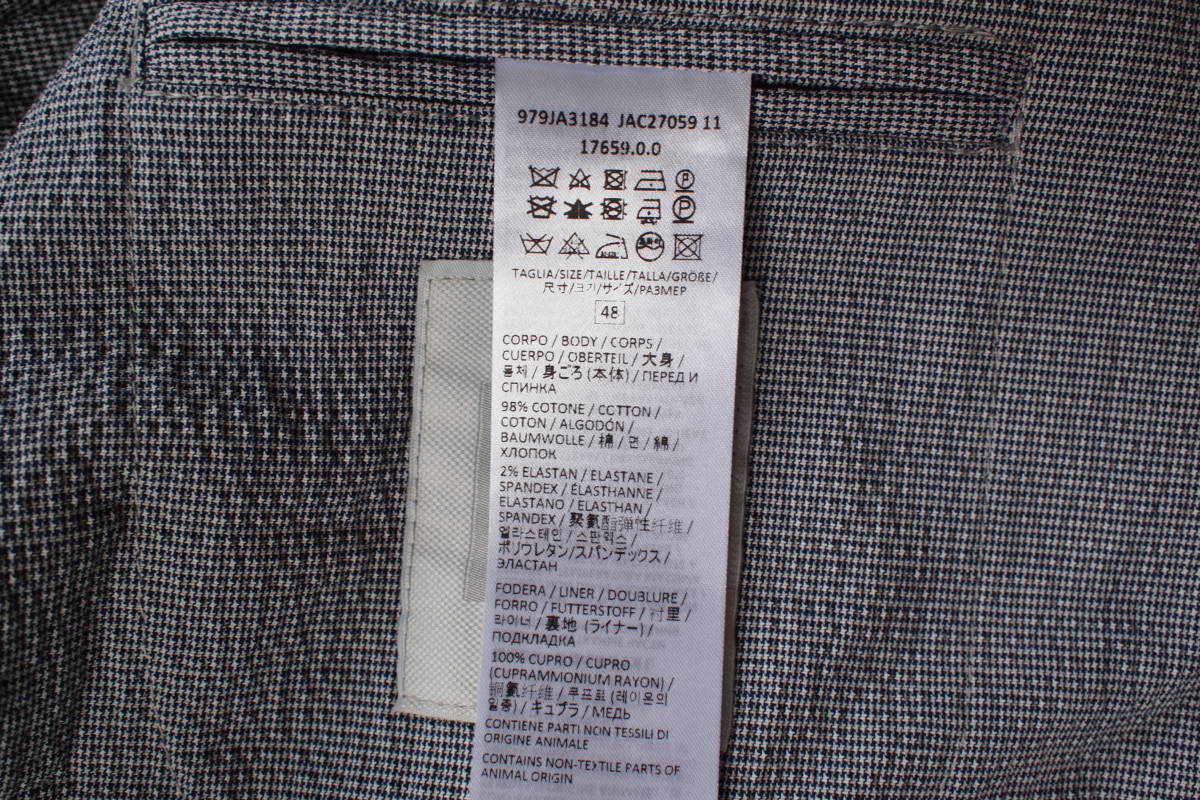 979JA3184 JAC27059 11
17659.0.0
TAGLIA/SIZE/TAILLE/TALLA/GRÖßE/
尺寸/크기/サイズ/РАЗМЕР
48
CORPO / BODY / CORPS /
CUERPO / OBERTEIL / 大身 /
몸체 / 身ごろ (本体) / ПЕРЕД И
СПИНКА
98% COTONE / COTTON /
COTON / ALGODÓN /
BAUMWOLLE / 棉 / 면 / 綿 /
ХЛОПОК
2% ELASTAN / ELASTANE /
SPANDEX / ÉLASTHANNE /
ELASTANO / ELASTHAN /
SPANDEX / 聚氨酯弹性纤维 /
엘라스테인 / 스판덱스 /
ポリウレタン/スパンデックス /
ЭЛАСТАН
FODERA / LINER / DOUBLURE /
FORRO / FUTTERSTOFF / 衬里 /
라이너 / 裏地 (ライナー) /
ПОДКЛАДКА
100% CUPRO / CUPRO
(CUPRAMMONIUM RAYON) /
铜氨纤维 / 쿠프로 (레이온의
일종) / キュプラ / МЕДЬ
CONTIENE PARTI NON TESSILI DI
ORIGINE ANIMALE
CONTAINS NON-TEXTILE PARTS OF
ANIMAL ORIGIN